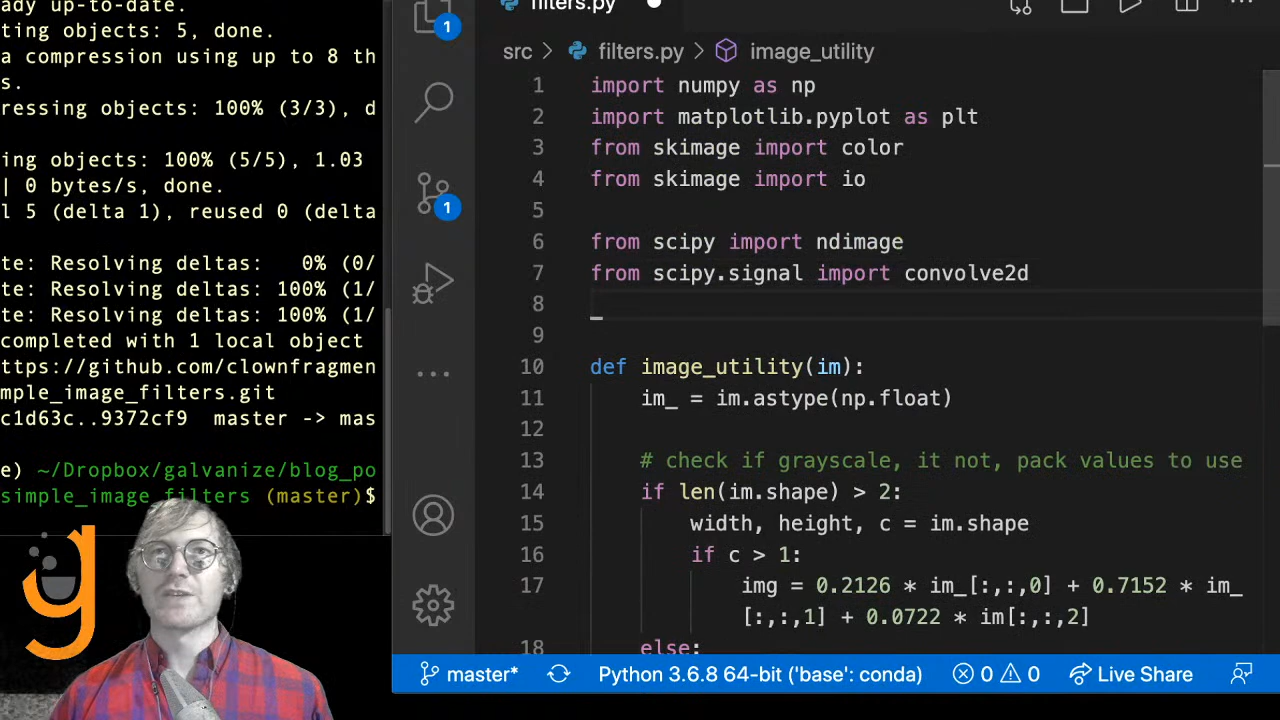 ady up-to-date.
ting objects: 5, done.
a compression using up to 8 th
s.
ressing objects: 100% (3/3), d
ing objects: 100% (5/5), 1.03
| 0 bytes/s, done.
l 5 (delta 1), reused 0 (delta
te: Resolving deltas:   0% (0/
te: Resolving deltas: 100% (1/
te: Resolving deltas: 100% (1/
completed with 1 local object
ttps://github.com/clownfragmen
mple_image_filters.git
c1d63c..9372cf9  master -> mas
e) ~/Dropbox/galvanize/blog_po
simple_image_filters (master)$
g
1
1
filters.py
src > filters.py > image_utility
1 import numpy as np
2 import matplotlib.pyplot as plt
3 from skimage import color
4 from skimage import io
5
6 from scipy import ndimage
7 from scipy.signal import convolve2d
8
9
10 def image_utility(im):
11 im_ = im.astype(np.float)
12
13 # check if grayscale, it not, pack values to use
14 if len(im.shape) > 2:
15 width, height, c = im.shape
16 if c > 1:
17 img = 0.2126 * im_[:,:,0] + 0.7152 * im_
[:,:,1] + 0.0722 * im[:,:,2]
18 else:
master* Python 3.6.8 64-bit ('base': conda) 0 0 Live Share